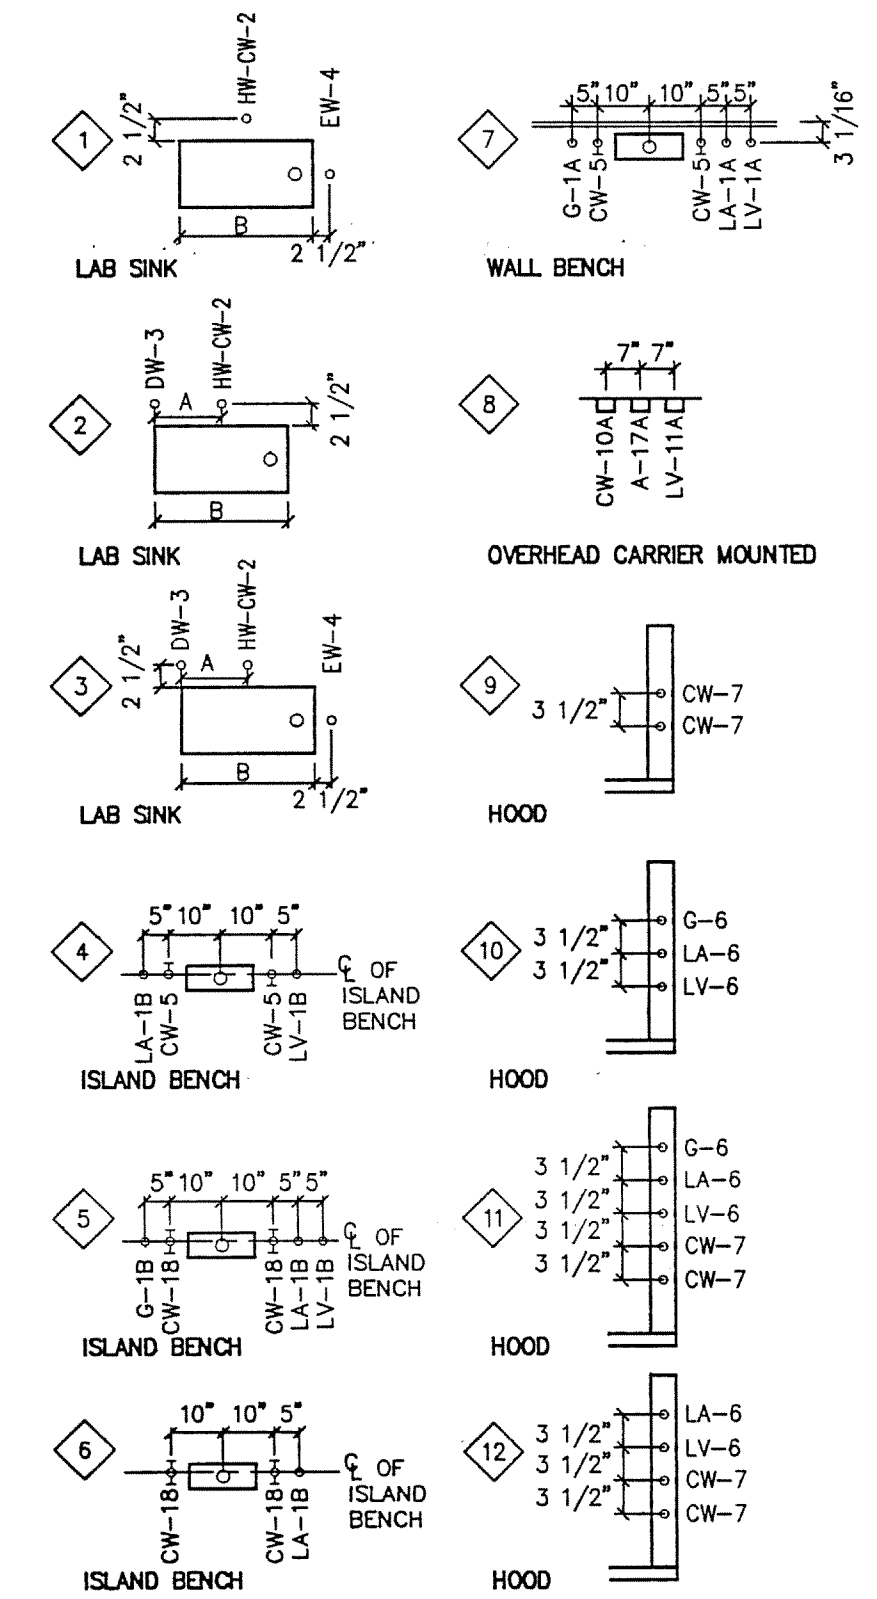 1
2 1/2"
HW-CW-2
EW-4
B
2 1/2"
LAB SINK
2
DW-3
A
HW-CW-2
2 1/2"
B
LAB SINK
3
2 1/2"
DW-3
A
HW-CW-2
EW-4
B
2 1/2"
LAB SINK
4
5" 10" 10" 5"
LA-1B CW-5 CW-5 LV-1B
℄ OF
ISLAND
BENCH
ISLAND BENCH
5
5" 10" 10" 5" 5"
G-1B CW-18 CW-18 LA-1B LV-1B
℄ OF
ISLAND
BENCH
ISLAND BENCH
6
10" 10" 5"
CW-18 CW-18 LA-1B
℄ OF
ISLAND
BENCH
ISLAND BENCH
7
5" 10" 10" 5" 5"
3 1/16"
G-1A CW-5 CW-5 LA-1A LV-1A
WALL BENCH
8
7" 7"
CW-10A A-17A LV-11A
OVERHEAD CARRIER MOUNTED
9
3 1/2"
CW-7
CW-7
HOOD
10
3 1/2"
3 1/2"
G-6
LA-6
LV-6
HOOD
11
3 1/2"
3 1/2"
3 1/2"
3 1/2"
G-6
LA-6
LV-6
CW-7
CW-7
HOOD
12
3 1/2"
3 1/2"
3 1/2"
LA-6
LV-6
CW-7
CW-7
HOOD